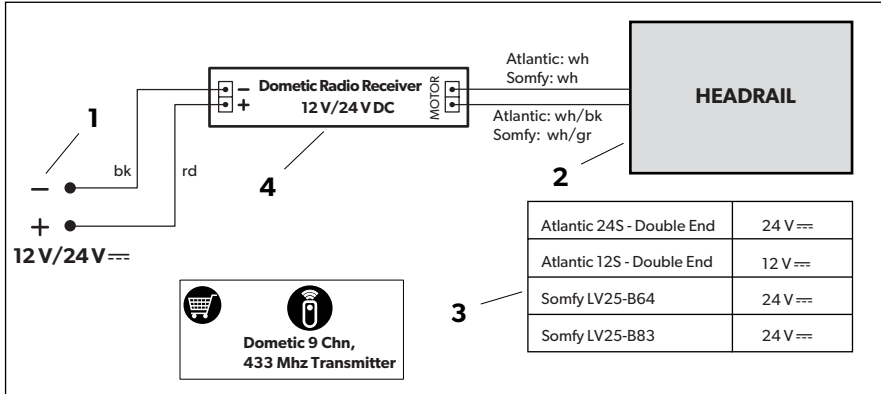 Atlantic: wh
Somfy: wh
Dometic Radio Receiver
12 V/24 V DC
−
+
MOTOR
HEADRAIL
Atlantic: wh/bk
Somfy: wh/gr
1
2
4
bk
rd
−
+
12 V/24 V⎓
Atlantic 24S - Double End 24 V⎓
Atlantic 12S - Double End 12 V⎓
Somfy LV25-B64 24 V⎓
Somfy LV25-B83 24 V⎓
3
Dometic 9 Chn,
433 Mhz Transmitter